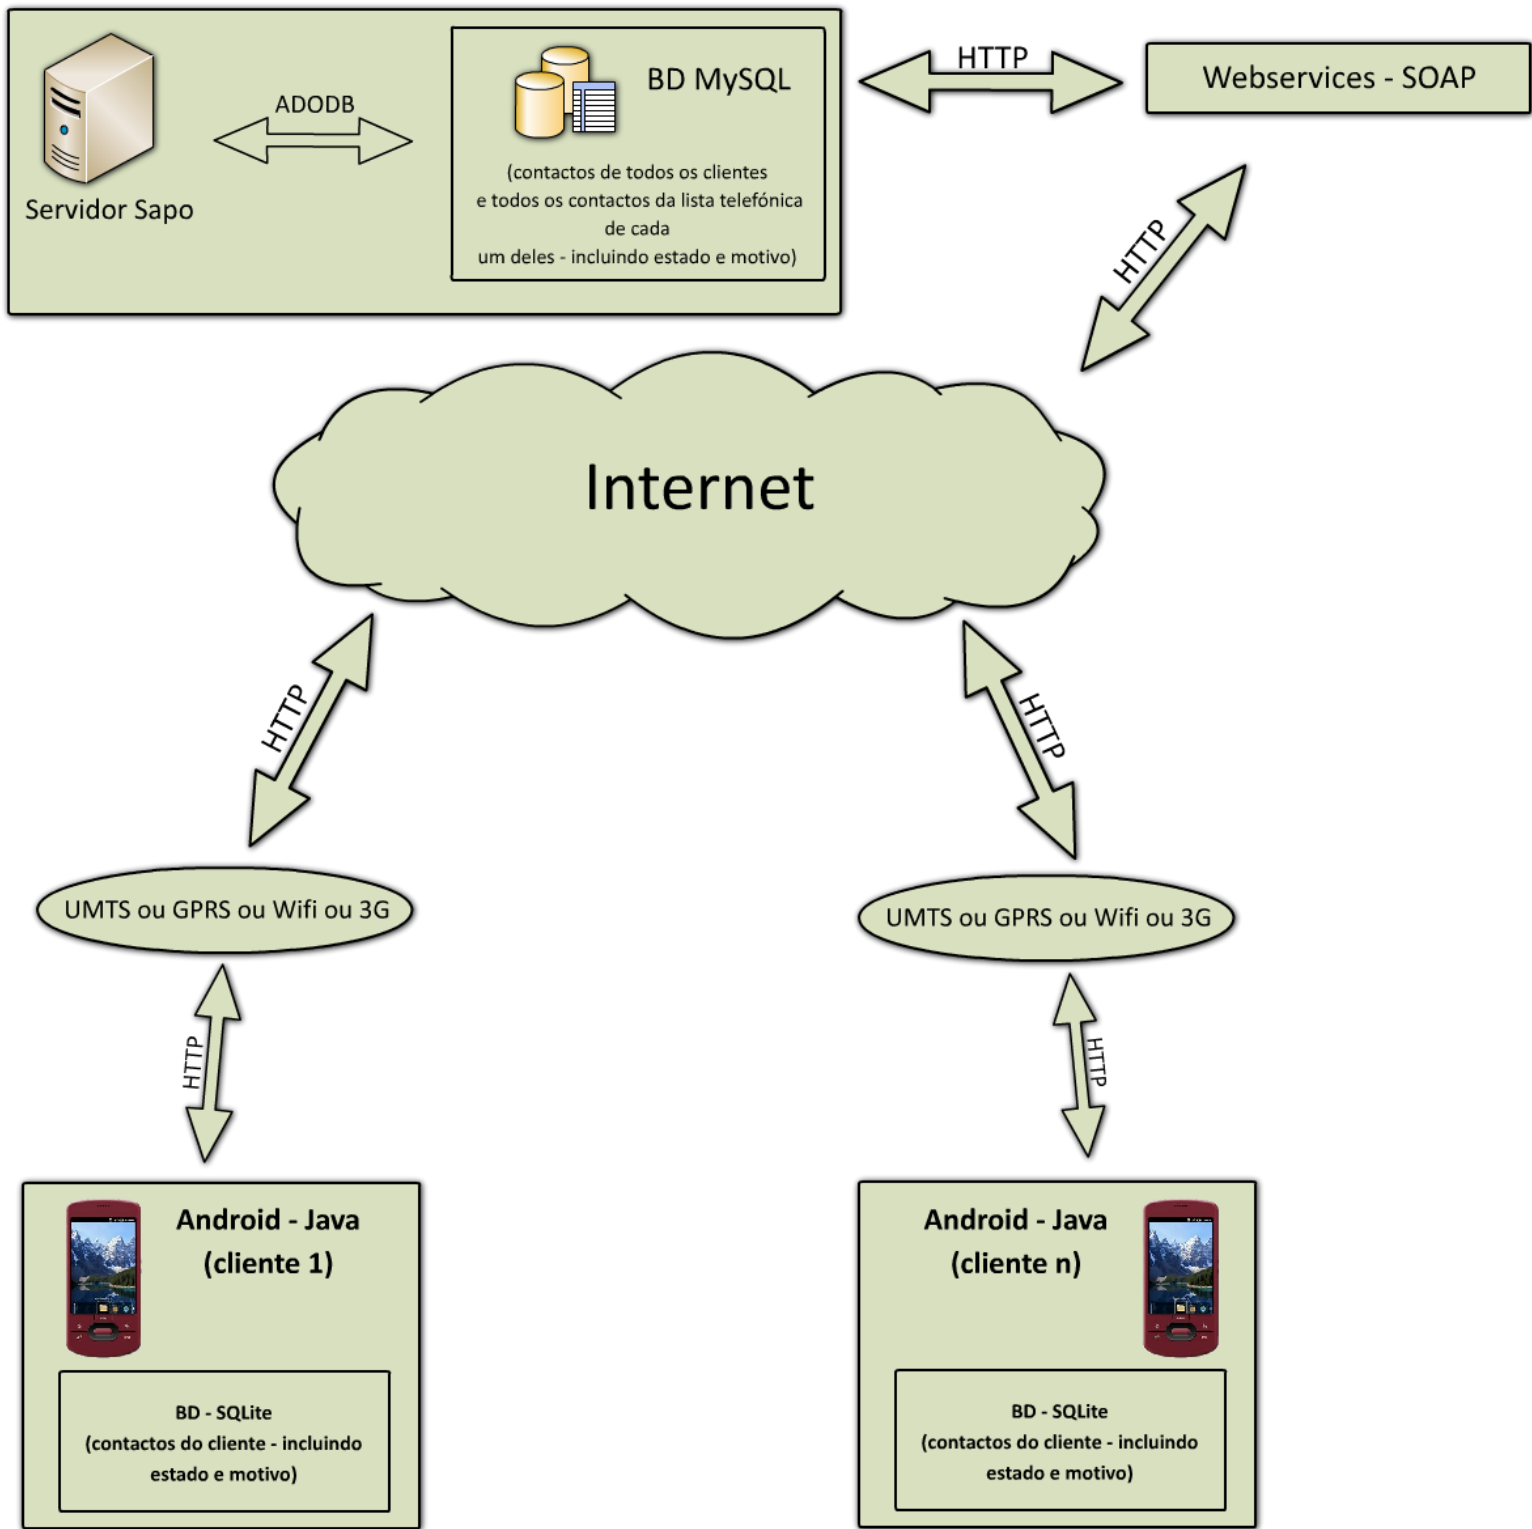 ADODB
Servidor Sapo
BD MySQL
(contactos de todos os clientes
e todos os contactos da lista telefónica
de cada
um deles - incluindo estado e motivo)
HTTP
Webservices - SOAP
HTTP
Internet
HTTP
HTTP
UMTS ou GPRS ou Wifi ou 3G
UMTS ou GPRS ou Wifi ou 3G
HTTP
HTTP
Android - Java
(cliente 1)
BD - SQLite
(contactos do cliente - incluindo
estado e motivo)
Android - Java
(cliente n)
BD - SQLite
(contactos do cliente - incluindo
estado e motivo)